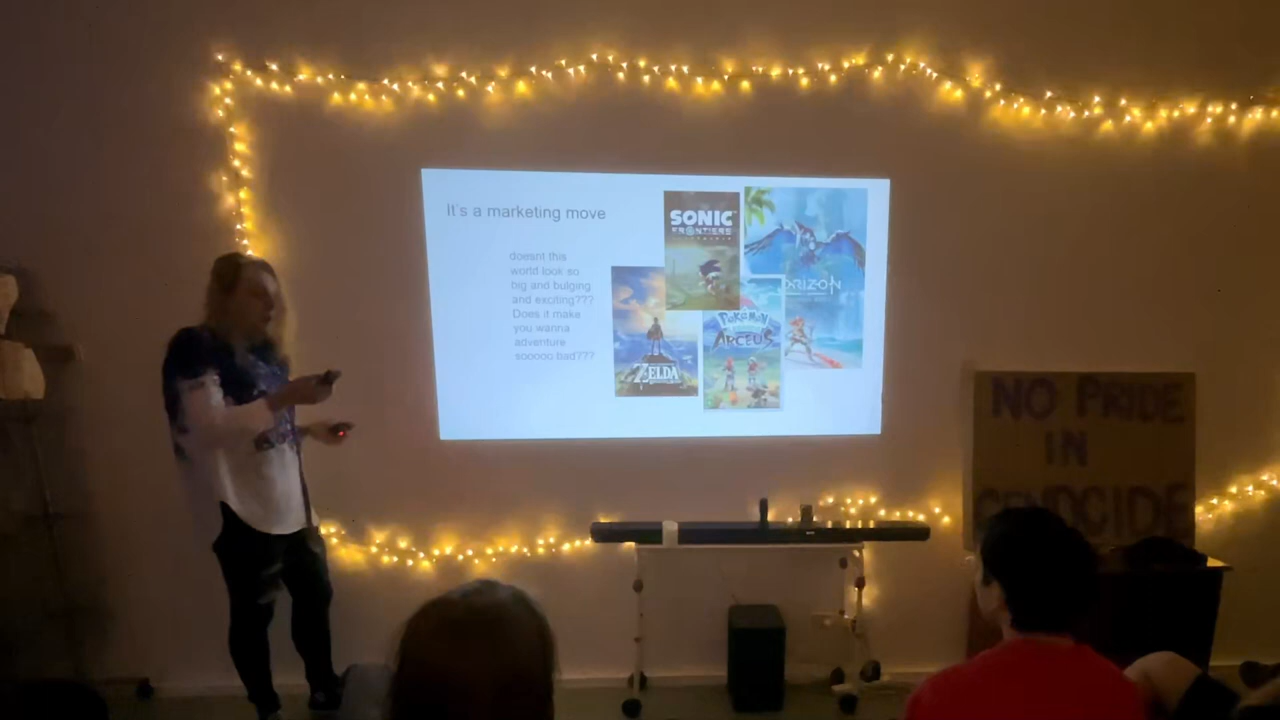 It's a marketing move
doesnt this
world look so
big and bulging
and exciting???
Does it make
you wanna
adventure
sooooo bad???
SONIC
FRONTIERS
ORIZON
POKÉMON
ARCEUS
ZELDA
NO PRIDE
IN
GENOCIDE